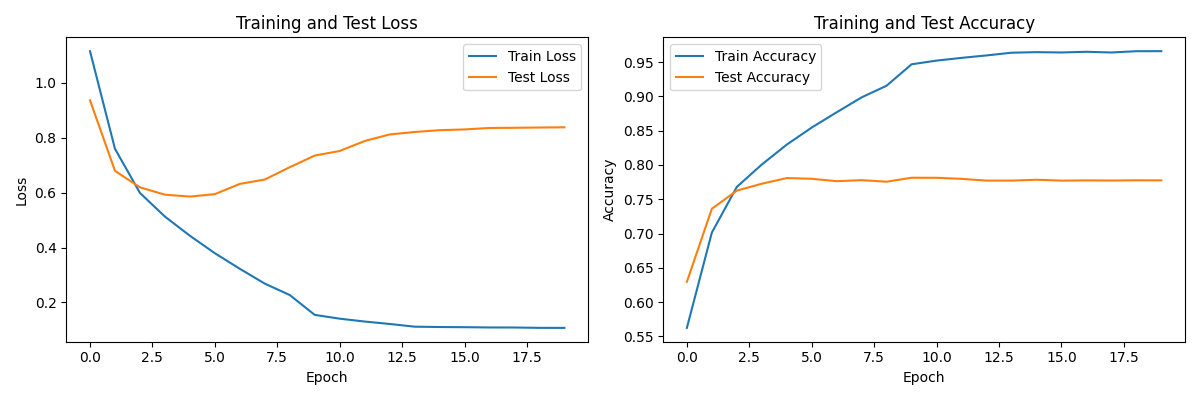 Training and Test Loss
Train Loss
Test Loss
1.0
0.8
0.6
0.4
0.2
Loss
0.0 2.5 5.0 7.5 10.0 12.5 15.0 17.5
Epoch
Training and Test Accuracy
Train Accuracy
Test Accuracy
0.95
0.90
0.85
0.80
0.75
0.70
0.65
0.60
0.55
Accuracy
0.0 2.5 5.0 7.5 10.0 12.5 15.0 17.5
Epoch